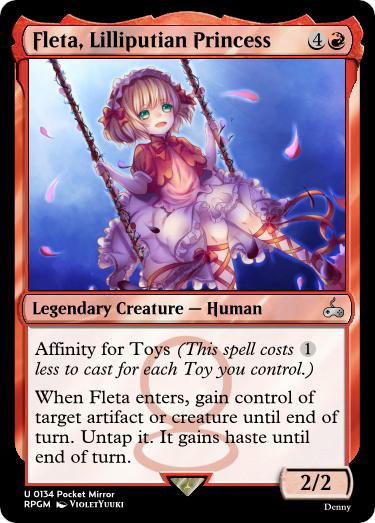 Fleta, Lilliputian Princess 4
Legendary Creature — Human
Affinity for Toys (This spell costs 1
less to cast for each Toy you control.)
When Fleta enters, gain control of
target artifact or creature until end of
turn. Untap it. It gains haste until
end of turn.
2/2
U 0134 Pocket Mirror
RPGM VioletYuuki
Denny